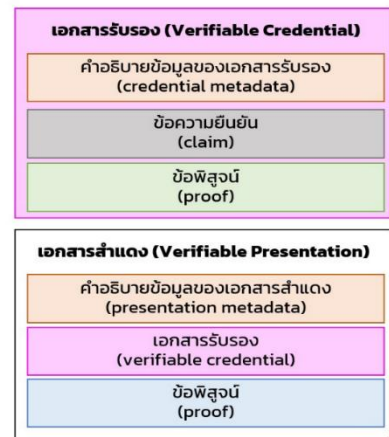 เอกสารรับรอง (Verifiable Credential)
คำอธิบายข้อมูลของเอกสารรับรอง
(credential metadata)
ข้อความยืนยัน
(claim)
ข้อพิสูจน์
(proof)
เอกสารสำแดง (Verifiable Presentation)
คำอธิบายข้อมูลของเอกสารสำแดง
(presentation metadata)
เอกสารรับรอง
(verifiable credential)
ข้อพิสูจน์
(proof)